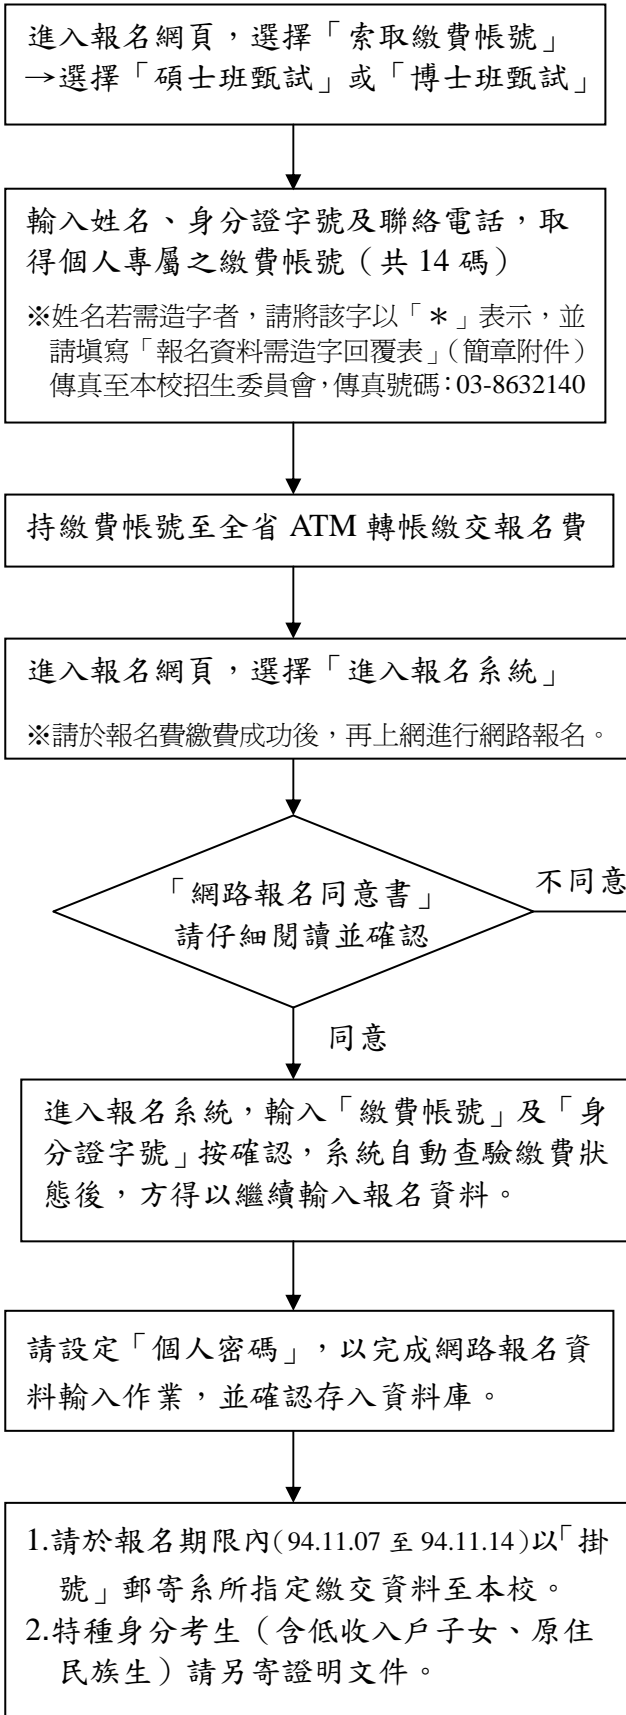 進入報名網頁，選擇「索取繳費帳號」
→選擇「碩士班甄試」或「博士班甄試」
輸入姓名、身分證字號及聯絡電話，取
得個人專屬之繳費帳號（共 14 碼）
※姓名若需造字者，請將該字以「＊」表示，並
請填寫「報名資料需造字回覆表」（簡章附件）
傳真至本校招生委員會，傳真號碼：03-8632140
持繳費帳號至全省 ATM 轉帳繳交報名費
進入報名網頁，選擇「進入報名系統」
※請於報名費繳費成功後，再上網進行網路報名。
「網路報名同意書」
請仔細閱讀並確認
不同意
同意
進入報名系統，輸入「繳費帳號」及「身
分證字號」按確認，系統自動查驗繳費狀
態後，方得以繼續輸入報名資料。
請設定「個人密碼」，以完成網路報名資
料輸入作業，並確認存入資料庫。
1.請於報名期限內(94.11.07 至 94.11.14)以「掛
號」郵寄系所指定繳交資料至本校。
2.特種身分考生（含低收入戶子女、原住
民族生）請另寄證明文件。